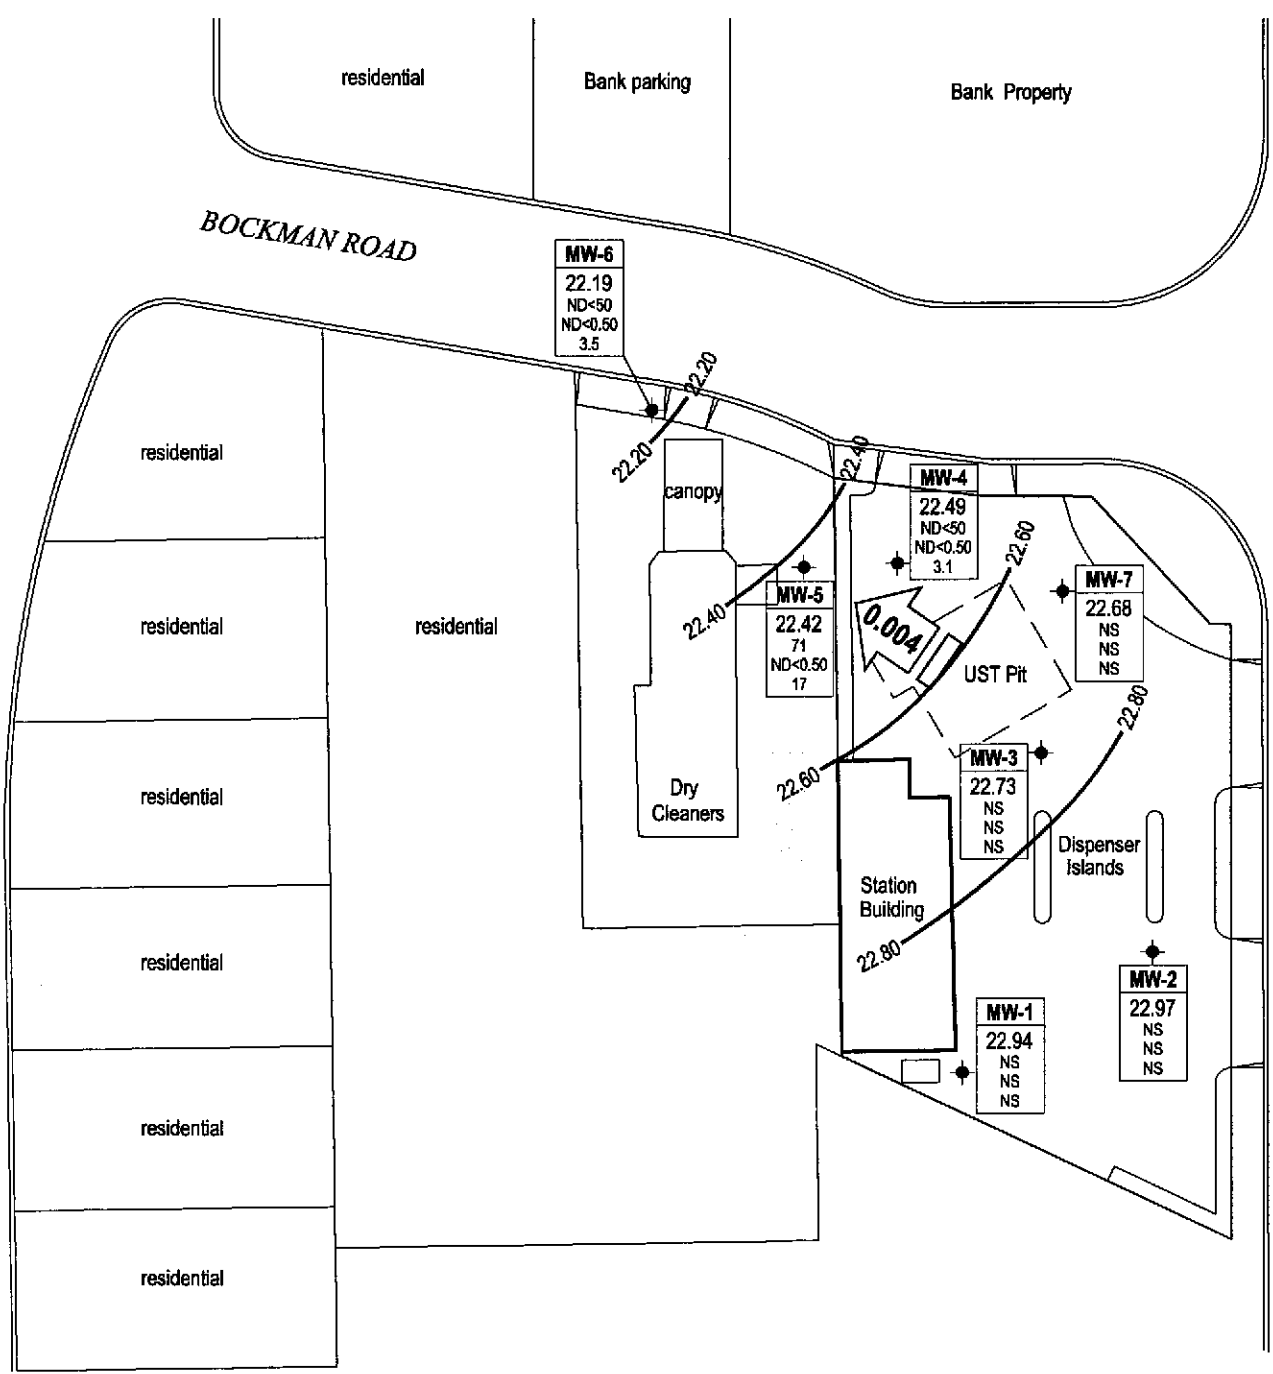 residential
Bank parking
Bank Property
BOCKMAN ROAD
MW-6
22.19
ND<50
ND<0.50
3.5
22.20
22.20
canopy
residential
22.40
22.40
MW-4
22.49
ND<50
ND<0.50
3.1
22.60
22.60
MW-5
22.42
71
ND<0.50
17
0.004
UST Pit
MW-7
22.68
NS
NS
NS
residential
residential
22.80
22.80
MW-3
22.73
NS
NS
NS
Dry
Cleaners
residential
Dispenser
Islands
Station
Building
residential
MW-2
22.97
NS
NS
NS
MW-1
22.94
NS
NS
NS
residential
residential